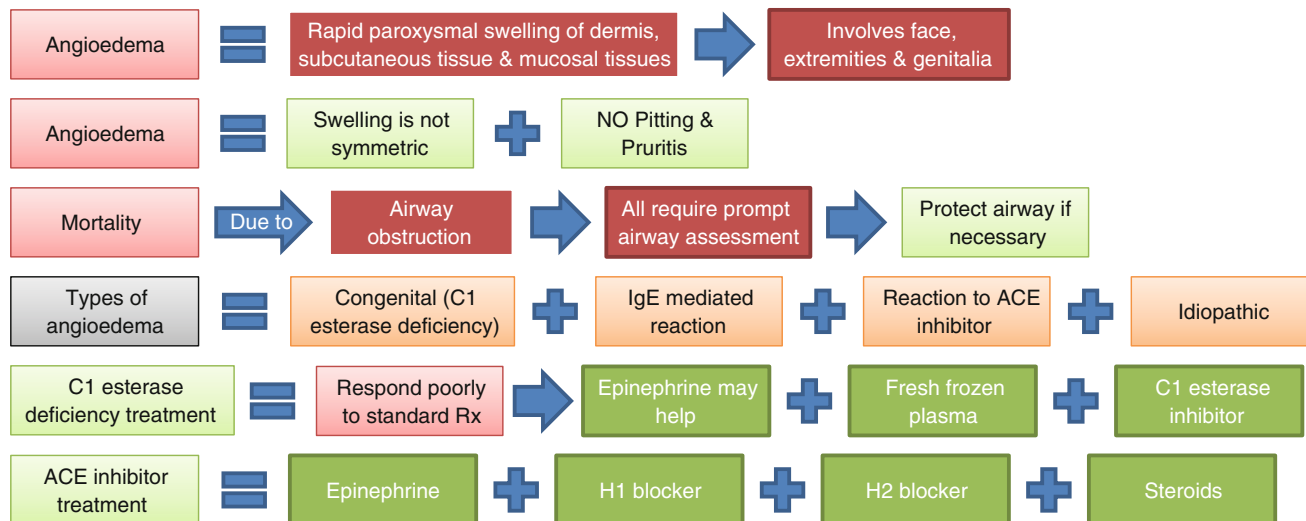 Angioedema
Rapid paroxysmal swelling of dermis,
subcutaneous tissue & mucosal tissues
Involves face,
extremities & genitalia
Angioedema
Swelling is not
symmetric
NO Pitting &
Pruritis
Mortality
Due to
Airway
obstruction
All require prompt
airway assessment
Protect airway if
necessary
Types of
angioedema
Congenital (C1
esterase deficiency)
IgE mediated
reaction
Reaction to ACE
inhibitor
Idiopathic
C1 esterase
deficiency treatment
Respond poorly
to standard Rx
Epinephrine may
help
Fresh frozen
plasma
C1 esterase
inhibitor
ACE inhibitor
treatment
Epinephrine
H1 blocker
H2 blocker
Steroids